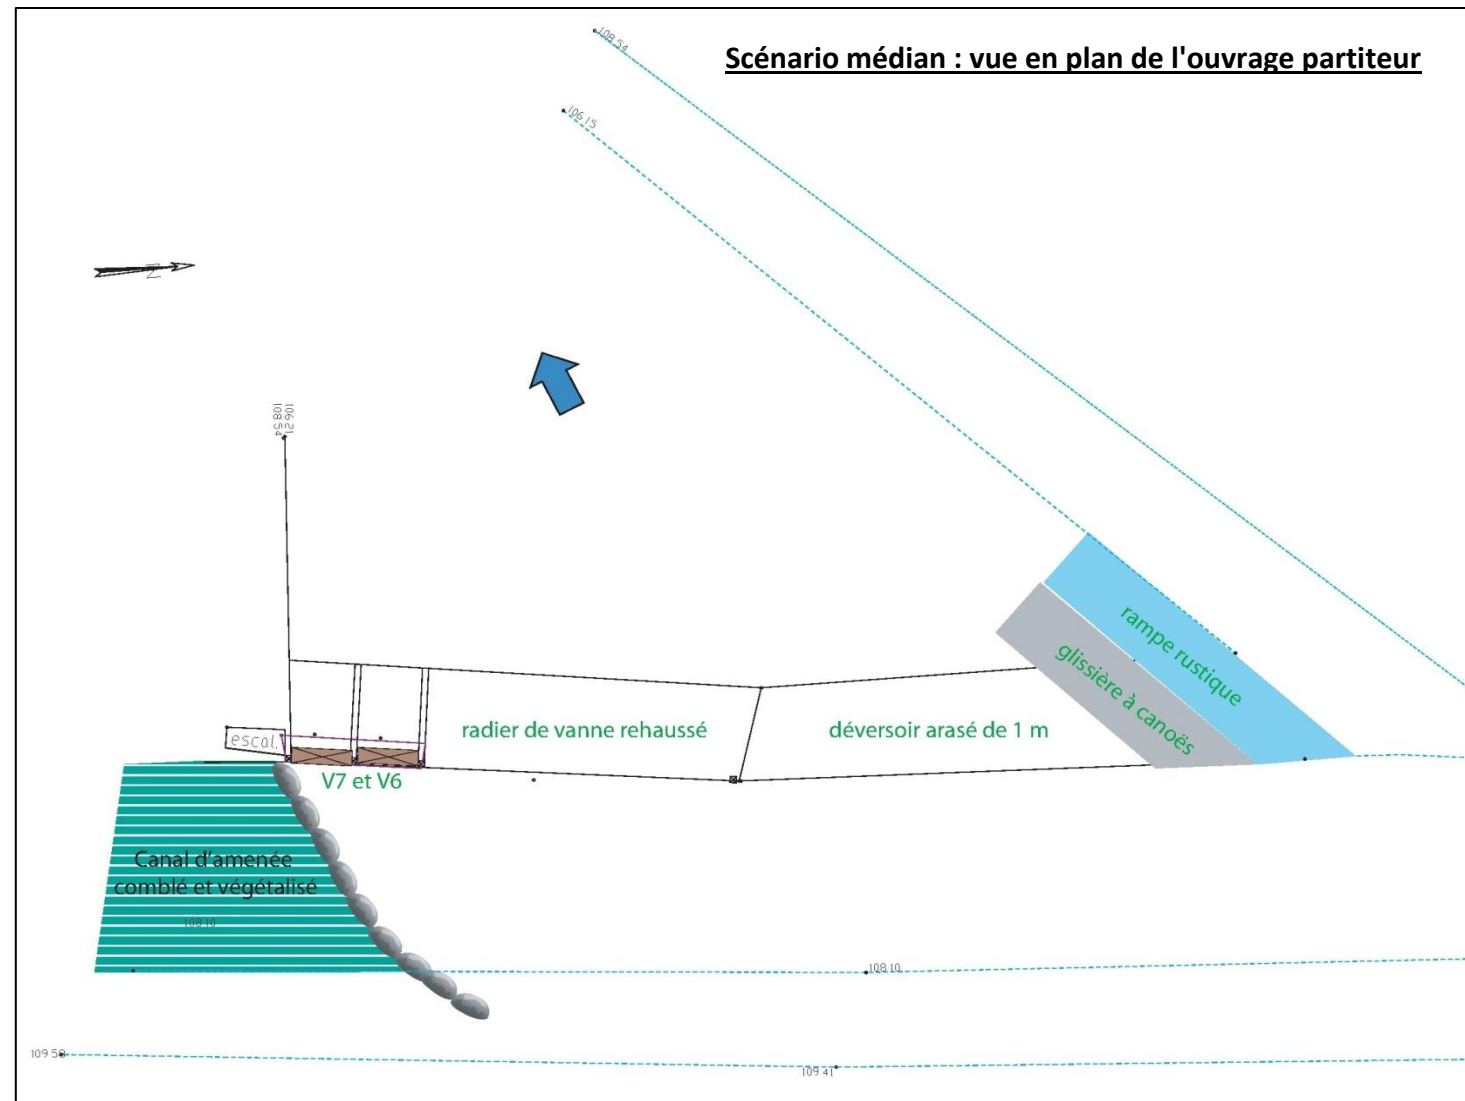 Scénario médian : vue en plan de l'ouvrage partiteur
108.54
106.15
N
106.21
108.54
rampe rustique
glissière à canoës
radier de vanne rehaussé
déversoir arasé de 1 m
escal.
V7 et V6
Canal d'amenée
comblé et végétalisé
108.10
108.10
109.58
109.41